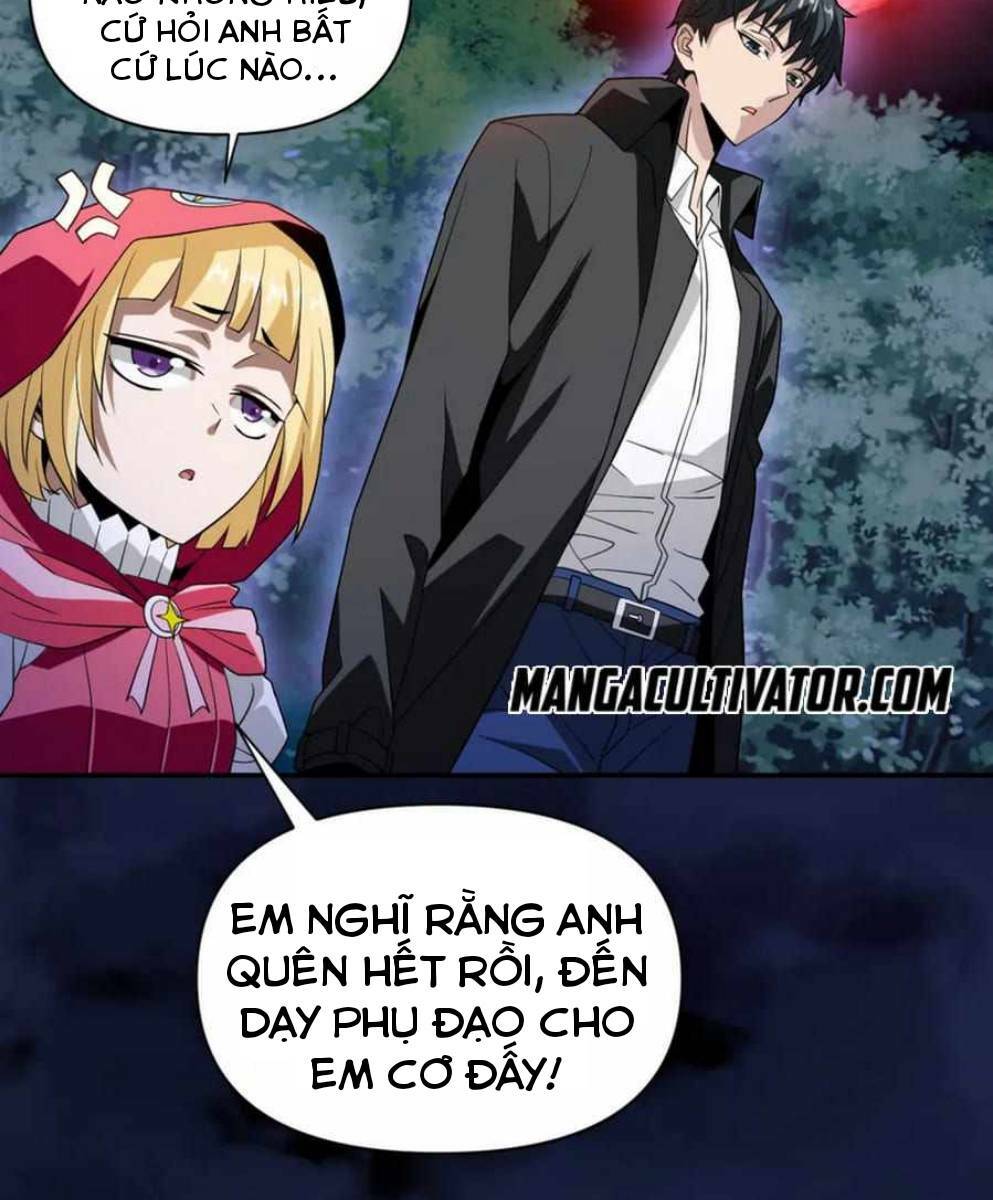 CỨ HỎI ANH BẤT
CỨ LÚC NÀO...
MANGACULTIVATOR.COM
EM NGHĨ RẰNG ANH
QUÊN HẾT RỒI, ĐẾN
DẠY PHỤ ĐẠO CHO
EM CƠ ĐẤY!